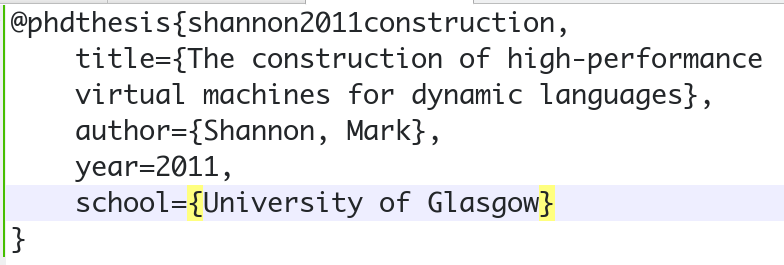 @phdthesis{shannon2011construction,
    title={The construction of high-performance
    virtual machines for dynamic languages},
    author={Shannon, Mark},
    year=2011,
    school={University of Glasgow}
}